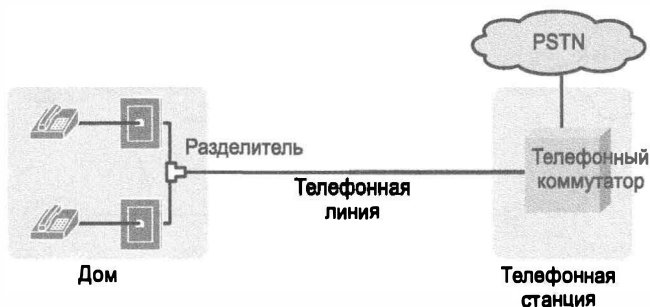 PSTN
Разделитель
Телефонный
коммутатор
Телефонная
линия
Дом
Телефонная
станция